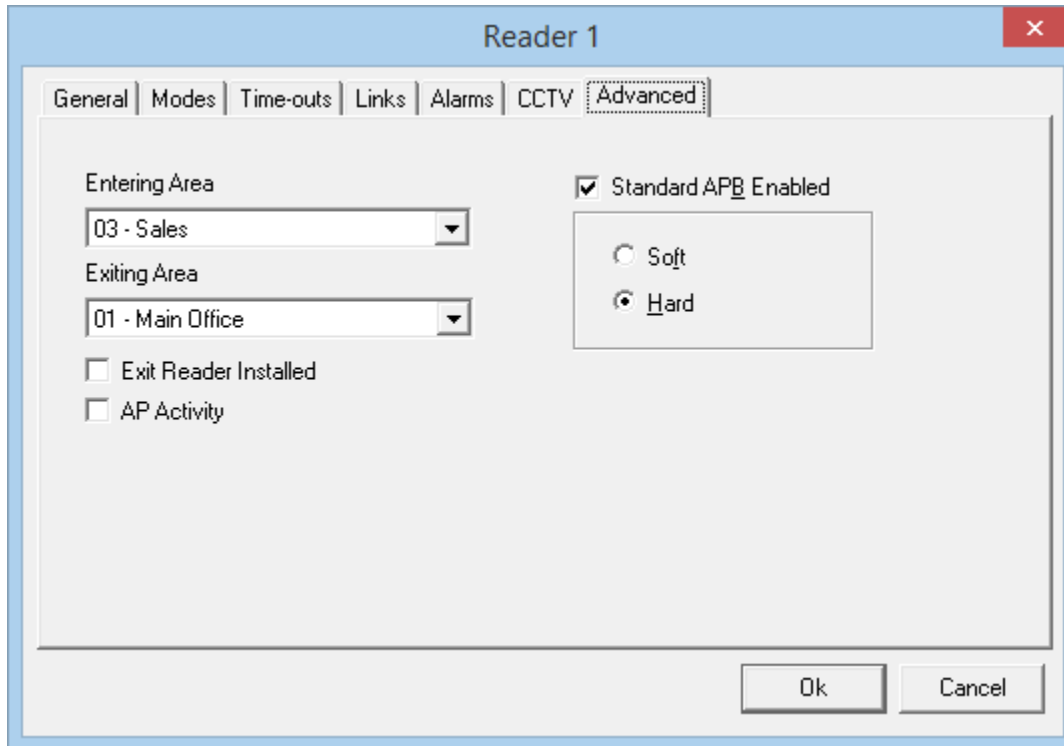 Reader 1
General Modes Time-outs Links Alarms CCTV Advanced
Entering Area
03 - Sales
Exiting Area
01 - Main Office
Exit Reader Installed
AP Activity
Standard APB Enabled
Soft
Hard
Ok Cancel